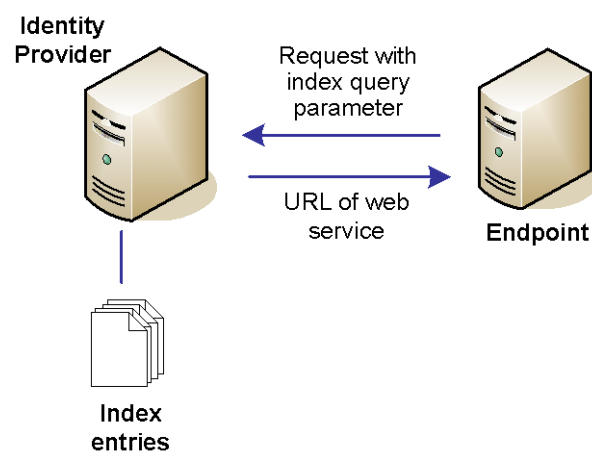 Identity
Provider
Request with
index query
parameter
URL of web
service
Endpoint
Index
entries